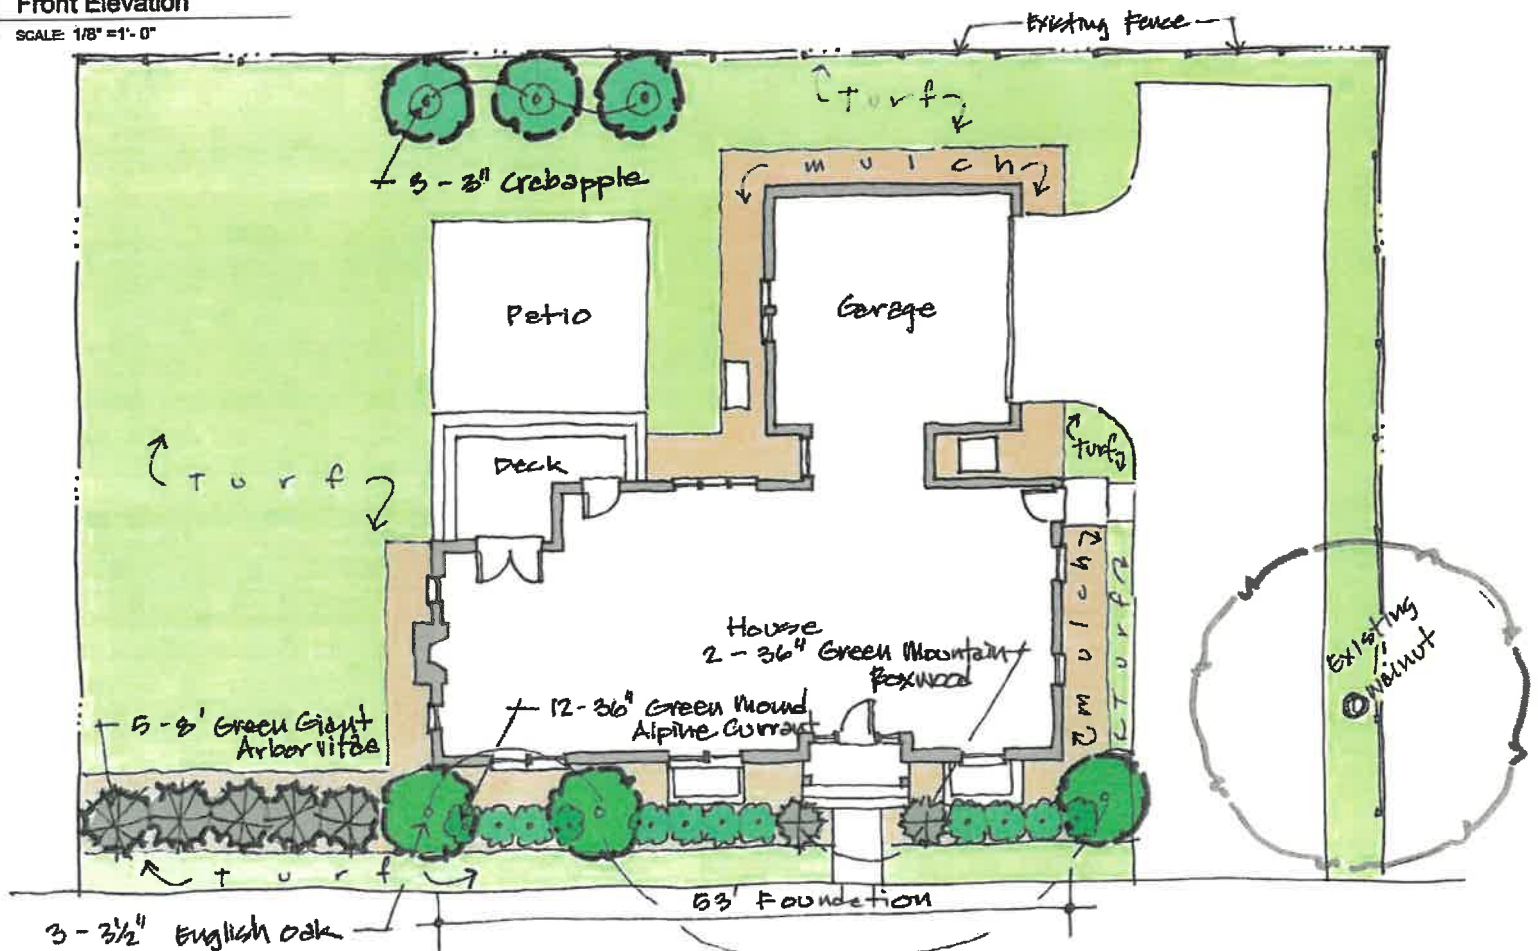 Front Elevation
SCALE: 1/8" =1'- 0"
Existing Fence
Turf
mulch
3 - 3" Crabapple
Patio
Garage
Deck
Turf
Turf
House
2 - 36" Green Mountain
Boxwood
mulch
Turf
Existing
Walnut
12 - 36" Green Mound
Alpine Currant
5 - 8' Green Giant
Arborvitae
Turf
53' Foundation
3 - 3½" English Oak